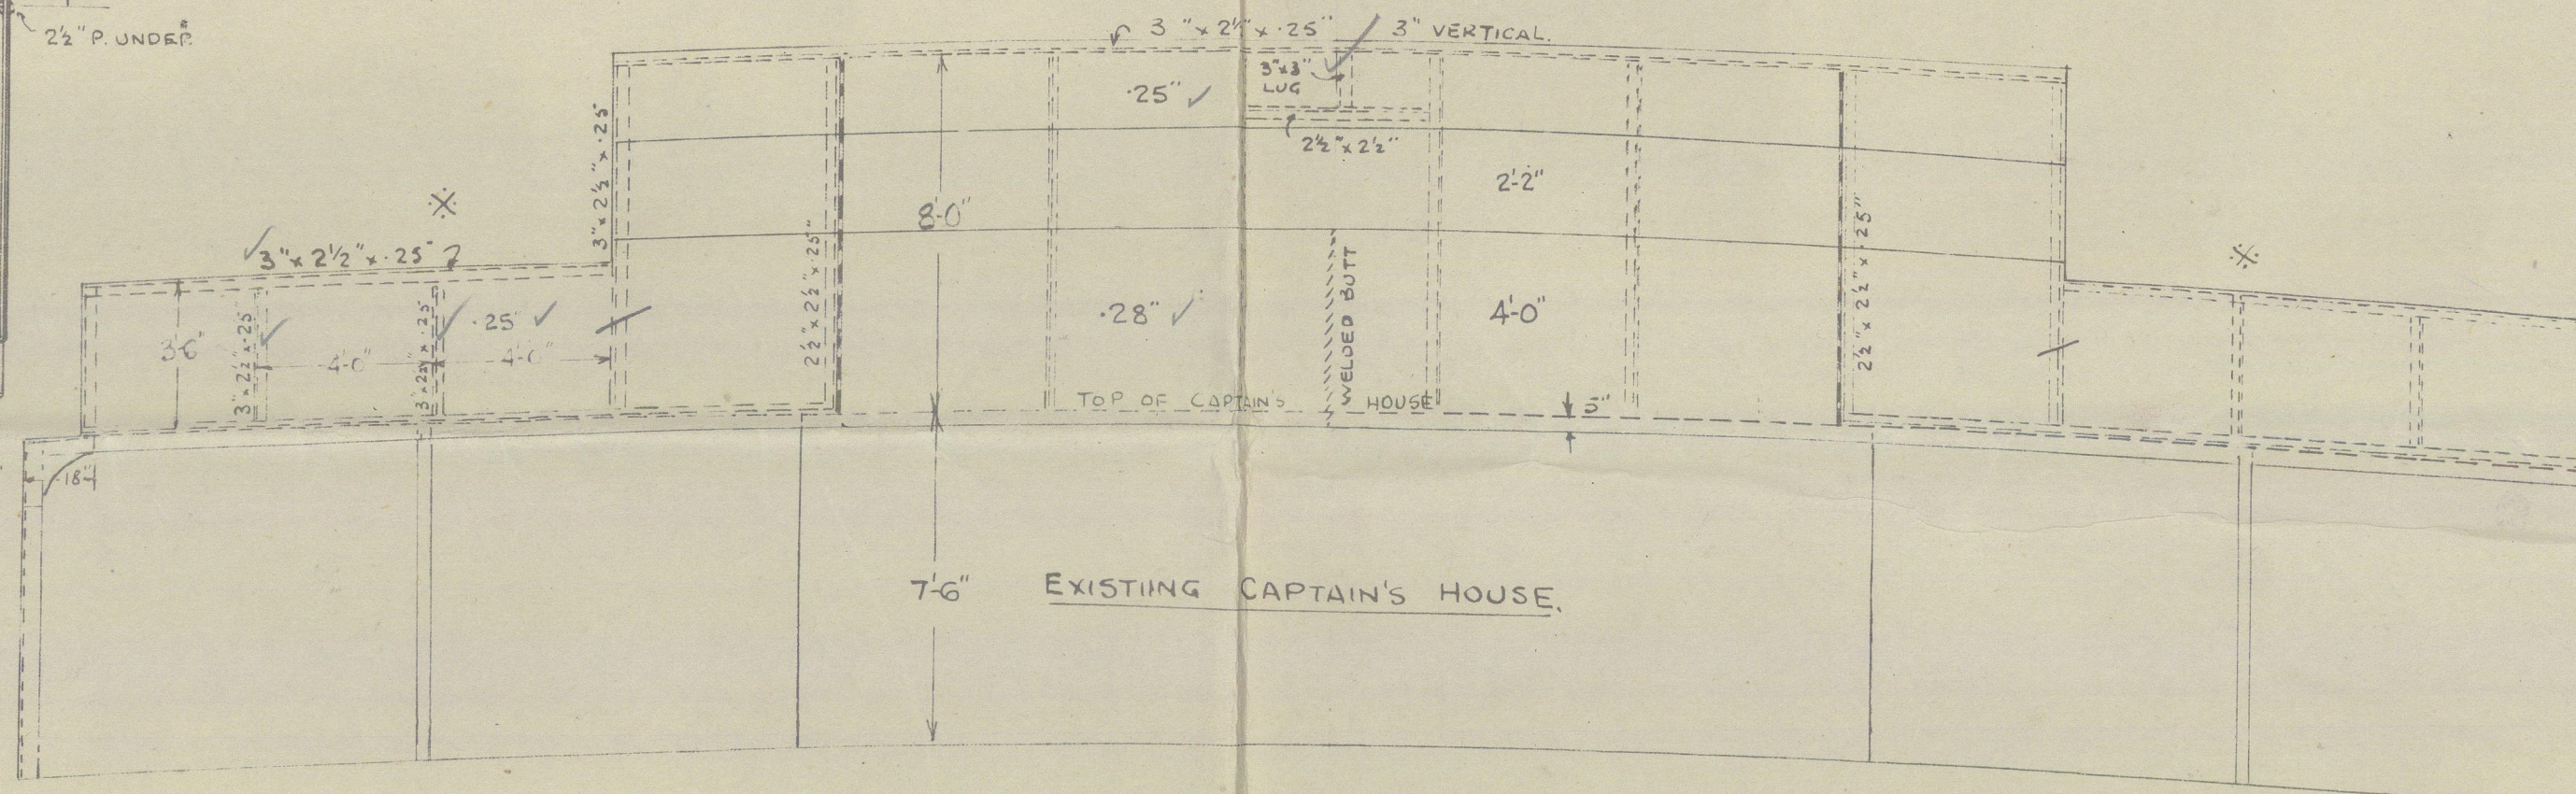 2½" P. UNDER
3" x 2½" x .25" 3" VERTICAL.
3"x3"
LUG
.25"
2½" x 2½"
3" x 2½" x .25"
2'-2"
8'-0"
3" x 2½" x .25"
2½" x 2½" x .25"
2½" x 2½" x .25"
3'-6"
3" x 2½" x .25"
4'-0"
3" x 2½" x .25"
.25"
4'-0"
.28"
WELDED BUTT
4'-0"
TOP OF CAPTAIN'S HOUSE
5"
18"
7'-6"
EXISTIING CAPTAIN'S HOUSE.